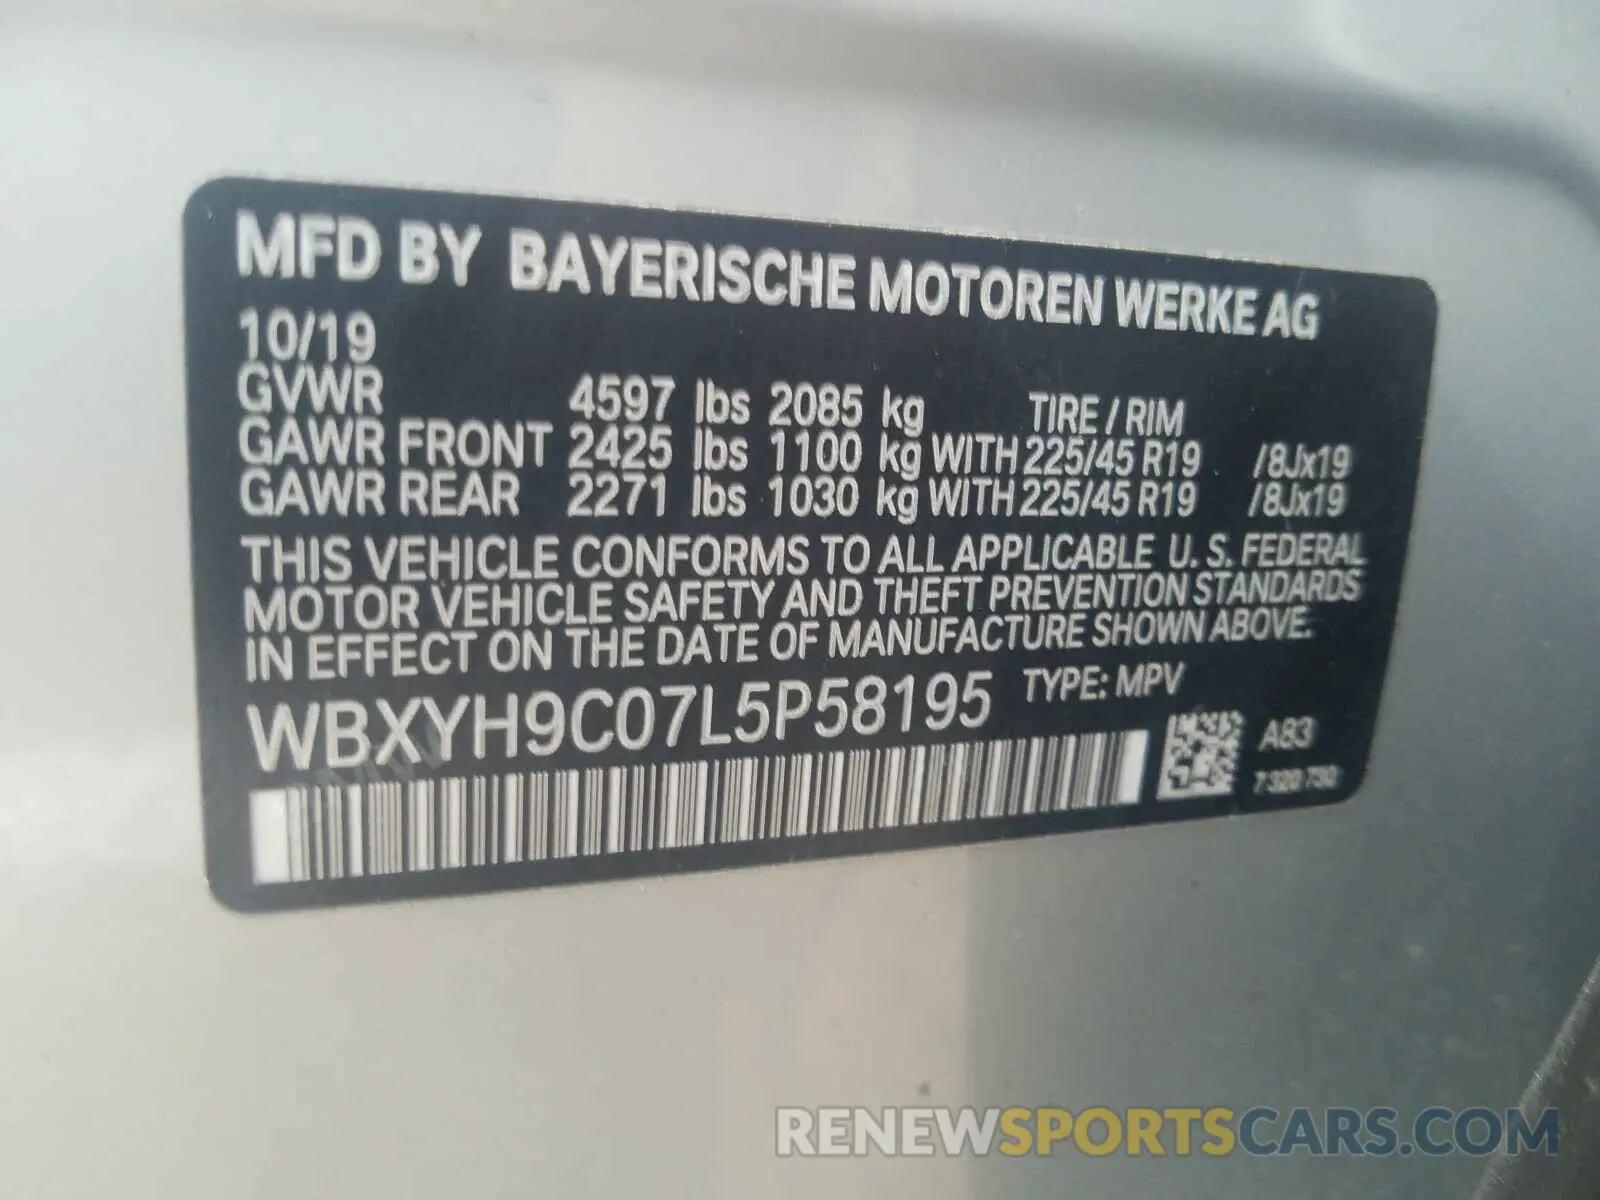 MFD BY BAYERISCHE MOTOREN WERKE AG
10/19
GVWR 4597 lbs 2085 kg TIRE / RIM
GAWR FRONT 2425 lbs 1100 kg WITH 225/45 R19 /8Jx19
GAWR REAR 2271 lbs 1030 kg WITH 225/45 R19 /8Jx19
THIS VEHICLE CONFORMS TO ALL APPLICABLE U. S. FEDERAL
MOTOR VEHICLE SAFETY AND THEFT PREVENTION STANDARDS
IN EFFECT ON THE DATE OF MANUFACTURE SHOWN ABOVE.
WBXYH9C07L5P58195 TYPE: MPV
A83
7 320 750
RENEWSPORTSCARS.COM